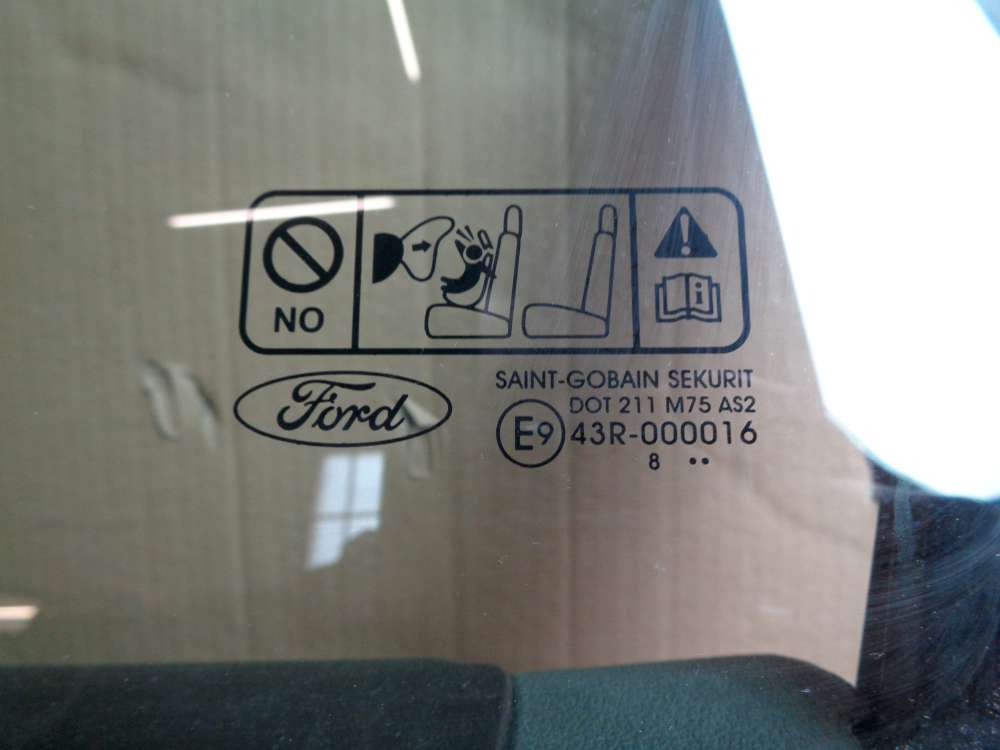 NO
Ford
SAINT-GOBAIN SEKURIT
DOT 211 M75 AS2
E9 43R-000016
8 ••